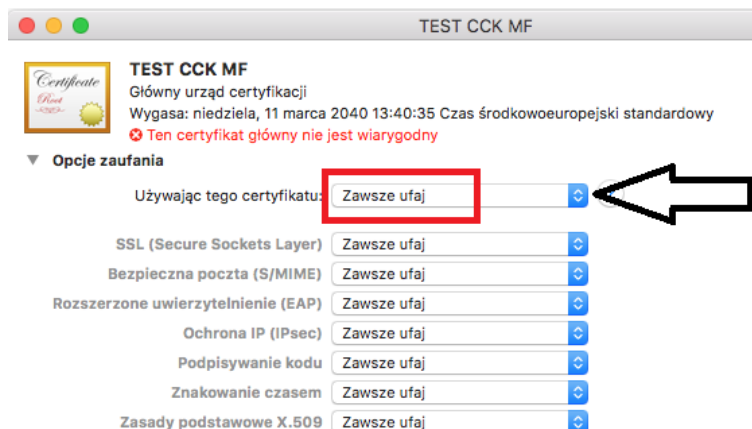 TEST CCK MF
Certificate
Root
TEST CCK MF
Główny urząd certyfikacji
Wygasa: niedziela, 11 marca 2040 13:40:35 Czas środkowoeuropejski standardowy
Ten certyfikat główny nie jest wiarygodny
Opcje zaufania
Używając tego certyfikatu: Zawsze ufaj
SSL (Secure Sockets Layer) Zawsze ufaj
Bezpieczna poczta (S/MIME) Zawsze ufaj
Rozszerzone uwierzytelnienie (EAP) Zawsze ufaj
Ochrona IP (IPsec) Zawsze ufaj
Podpisywanie kodu Zawsze ufaj
Znakowanie czasem Zawsze ufaj
Zasady podstawowe X.509 Zawsze ufaj